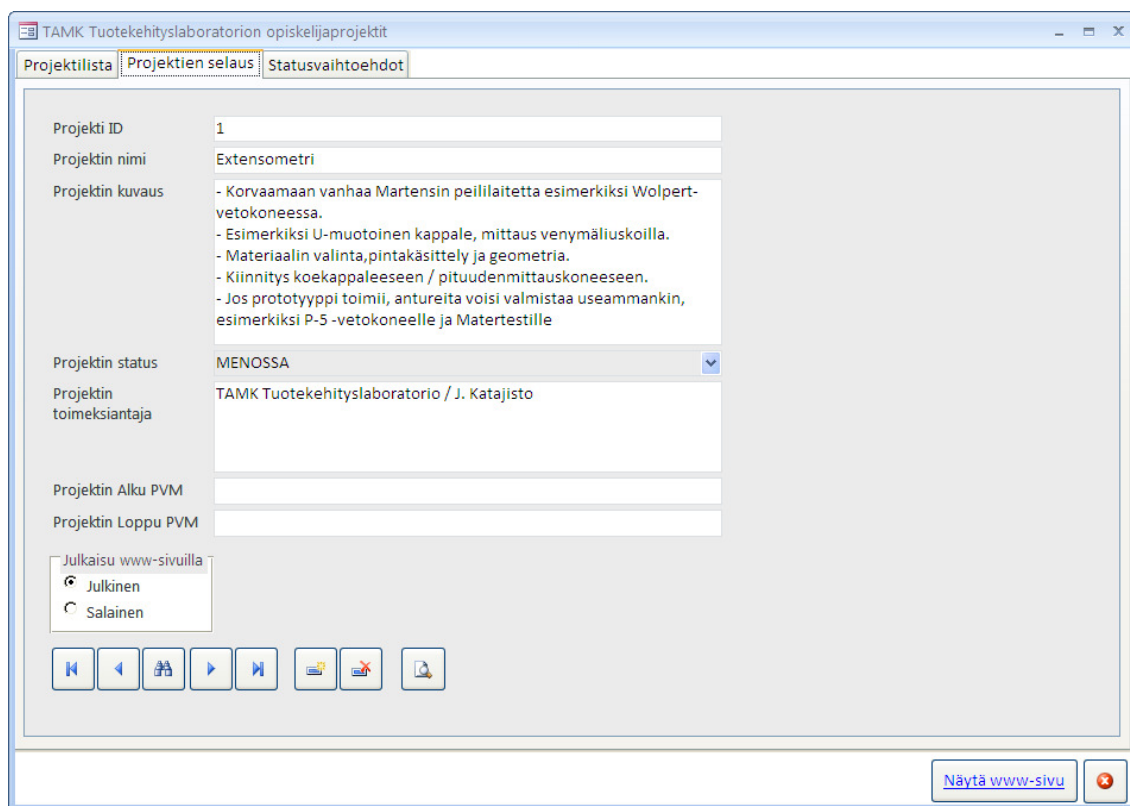 TAMK Tuotekehityslaboratorion opiskelijaprojektit
Projektilista Projektien selaus Statusvaihtoehdot
Projekti ID 1
Projektin nimi Extensometri
Projektin kuvaus - Korvaamaan vanhaa Martensin peililaitetta esimerkiksi Wolpert-
vetokoneessa.
- Esimerkiksi U-muotoinen kappale, mittaus venymäliuskoilla.
- Materiaalin valinta,pintakäsittely ja geometria.
- Kiinnitys koekappaleeseen / pituudenmittauskoneeseen.
- Jos prototyyppi toimii, antureita voisi valmistaa useammankin,
esimerkiksi P-5 -vetokoneelle ja Matertestille
Projektin status MENOSSA
Projektin TAMK Tuotekehityslaboratorio / J. Katajisto
toimeksiantaja
Projektin Alku PVM
Projektin Loppu PVM
Julkaisu www-sivuilla
Julkinen
Salainen
Näytä www-sivu